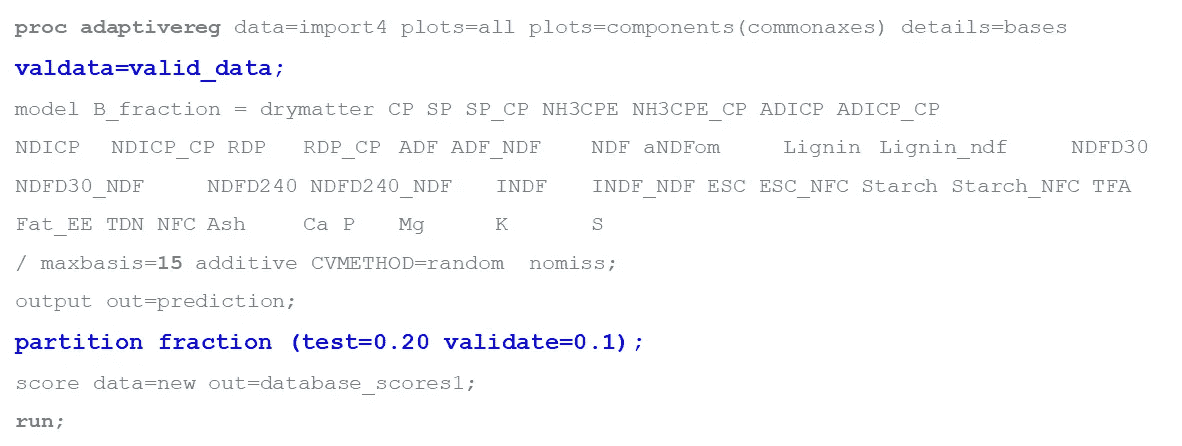 proc adaptivereg data=import4 plots=all plots=components(commonaxes) details=bases
valdata=valid_data;
model B_fraction = drymatter CP SP SP_CP NH3CPE NH3CPE_CP ADICP ADICP_CP
NDICP NDICP_CP RDP RDP_CP ADF ADF_NDF NDF aNDFom Lignin Lignin_ndf NDFD30
NDFD30_NDF NDFD240 NDFD240_NDF INDF INDF_NDF ESC ESC_NFC Starch Starch_NFC TFA
Fat_EE TDN NFC Ash Ca P Mg K S
/ maxbasis=15 additive CVMETHOD=random nomiss;
output out=prediction;
partition fraction (test=0.20 validate=0.1);
score data=new out=database_scores1;
run;